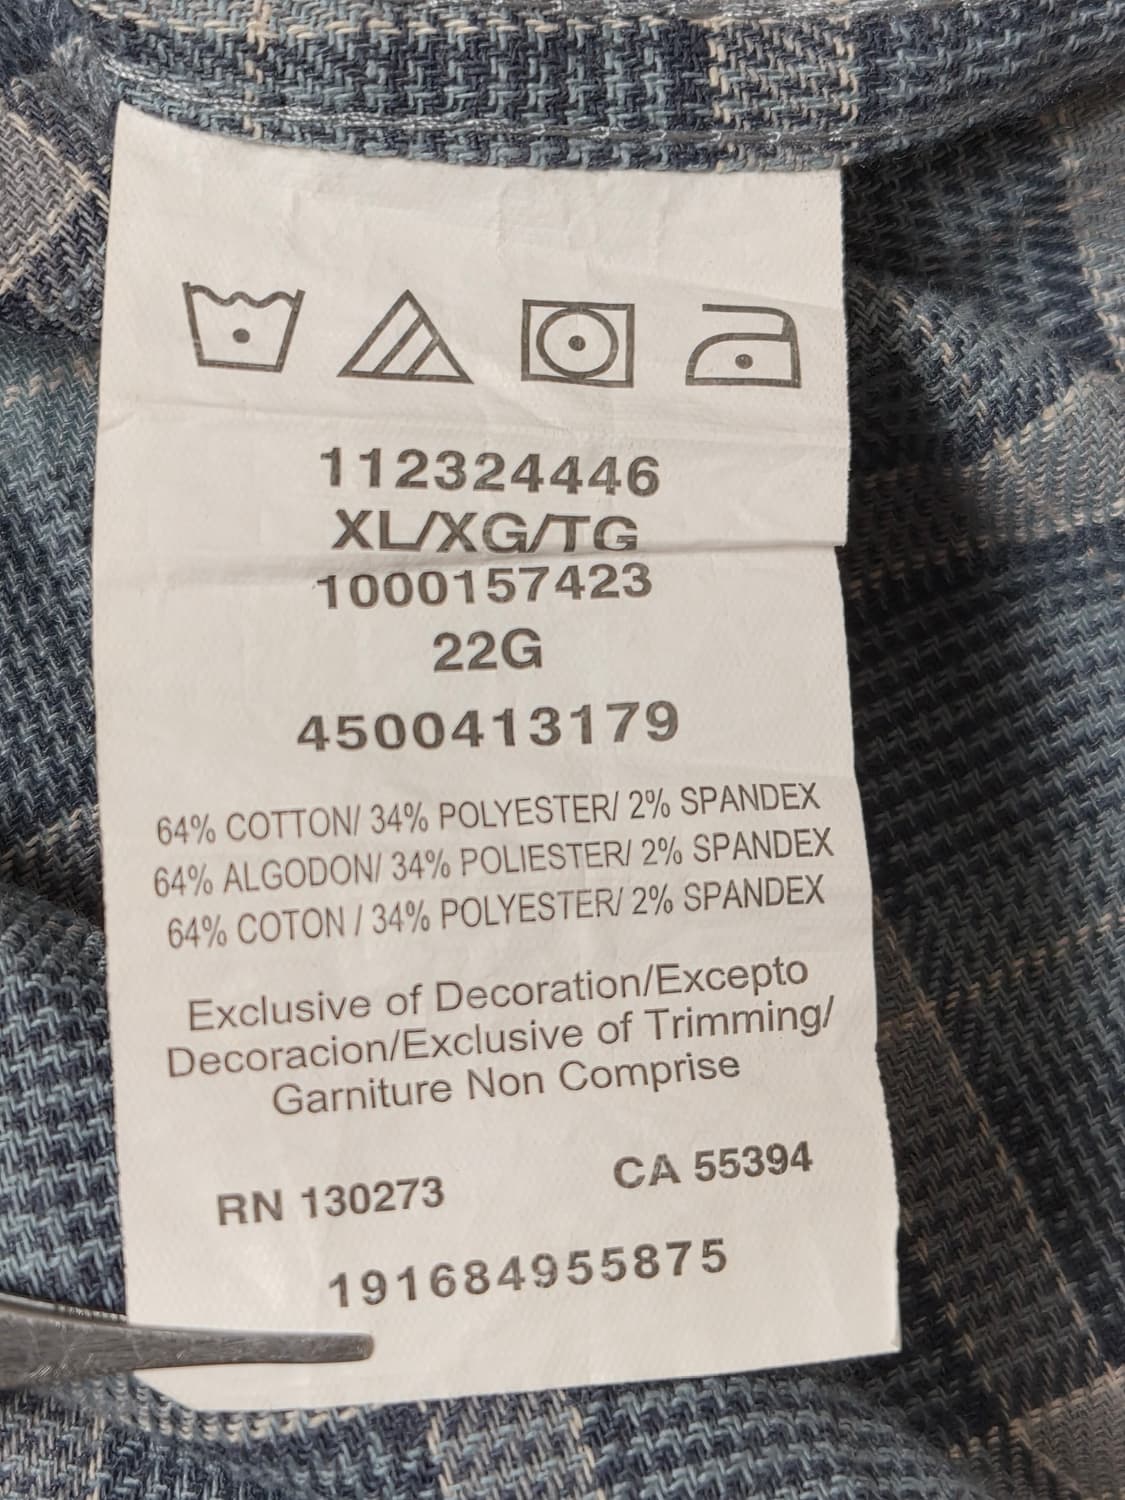 112324446
XL/XG/TG
1000157423
22G
4500413179
64% COTTON/ 34% POLYESTER/ 2% SPANDEX
64% ALGODON/ 34% POLIESTER/ 2% SPANDEX
64% COTON / 34% POLYESTER/ 2% SPANDEX
Exclusive of Decoration/Excepto
Decoracion/Exclusive of Trimming/
Garniture Non Comprise
RN 130273 CA 55394
191684955875